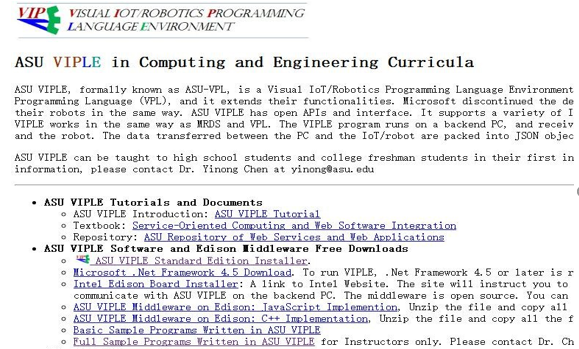 VIPLE VISUAL IOT/ROBOTICS PROGRAMMING
LANGUAGE ENVIRONMENT
ASU VIPLE in Computing and Engineering Curricula
ASU VIPLE, formally known as ASU-VPL, is a Visual IoT/Robotics Programming Language Environment
Programming Language (VPL), and it extends their functionalities. Microsoft discontinued the de
their robots in the same way. ASU VIPLE has open APIs and interface. It supports a variety of I
VIPLE works in the same way as MRDS and VPL. The VIPLE program runs on a backend PC, and receiv
and the robot. The data transferred between the PC and the IoT/robot are packed into JSON objec
ASU VIPLE can be taught to high school students and college freshman students in their first in
information, please contact Dr. Yinong Chen at yinong@asu.edu
• ASU VIPLE Tutorials and Documents
○ ASU VIPLE Introduction: ASU VIPLE Tutorial
○ Textbook: Service-Oriented Computing and Web Software Integration
○ Repository: ASU Repository of Web Services and Web Applications
• ASU VIPLE Software and Edison Middleware Free Downloads
○ ASU VIPLE Standard Edition Installer.
○ Microsoft .Net Framework 4.5 Download. To run VIPLE, .Net Framework 4.5 or later is r
○ Intel Edison Board Installer: A link to Intel Website. The site will instruct you to
communicate with ASU VIPLE on the backend PC. The middleware is open source. You can
○ ASU VIPLE Middleware on Edison: JavaScript Implemention, Unzip the file and copy all
○ ASU VIPLE Middleware on Edison: C++ Implementation, Unzip the file and copy all the f
○ Basic Sample Programs Written in ASU VIPLE
○ Full Sample Programs Written in ASU VIPLE for Instructors only. Please contact Dr. Ch